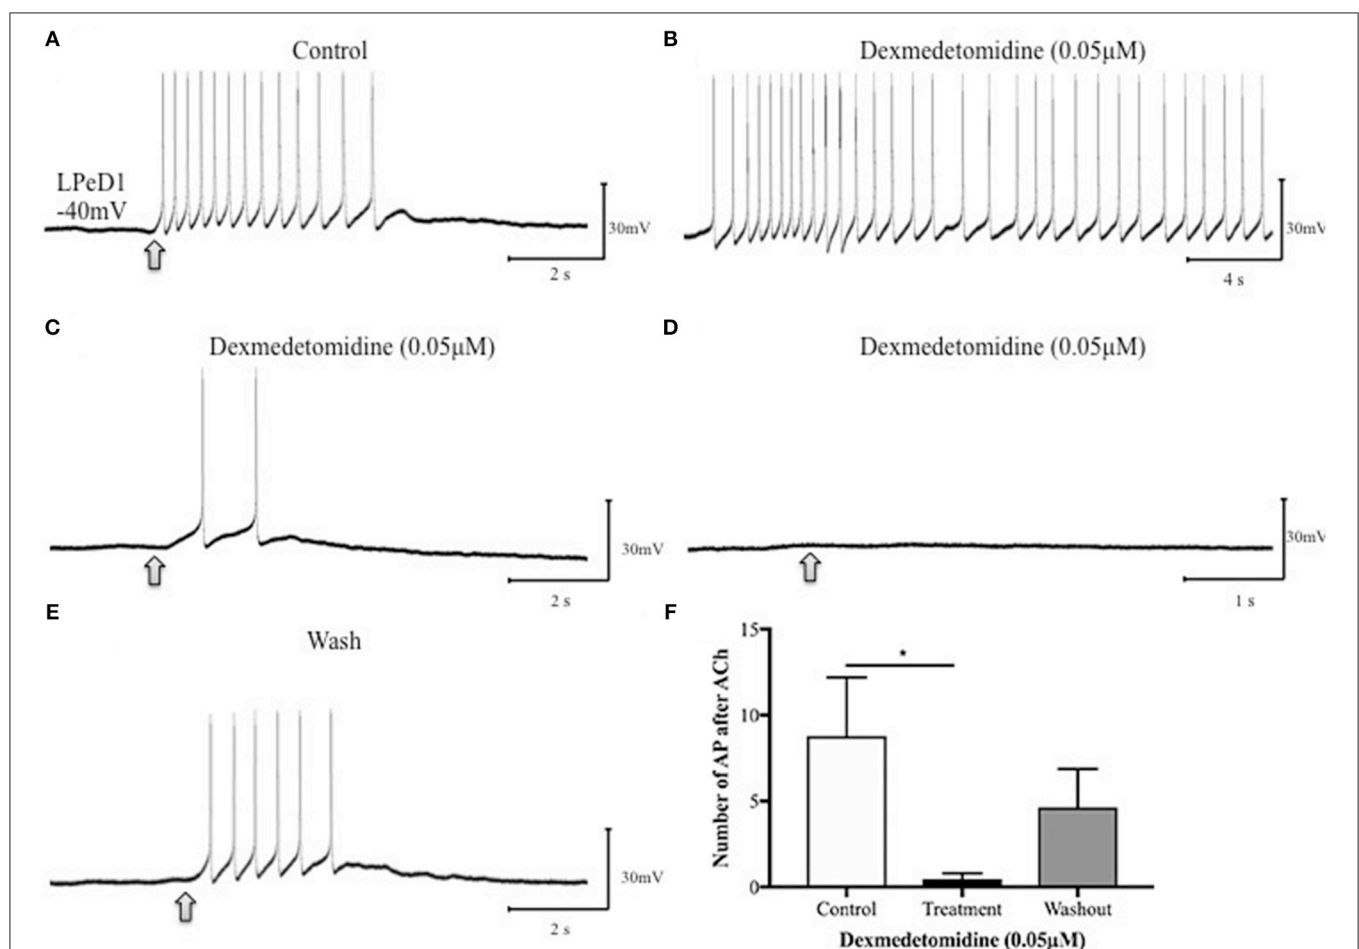 A
Control
LPeD1
-40mV
30mV
2 s
B
Dexmedetomidine (0.05μM)
30mV
4 s
C
Dexmedetomidine (0.05μM)
30mV
2 s
D
Dexmedetomidine (0.05μM)
30mV
1 s
E
Wash
30mV
2 s
F
15
10
5
0
Number of AP after ACh
*
Control Treatment Washout
Dexmedetomidine (0.05μM)